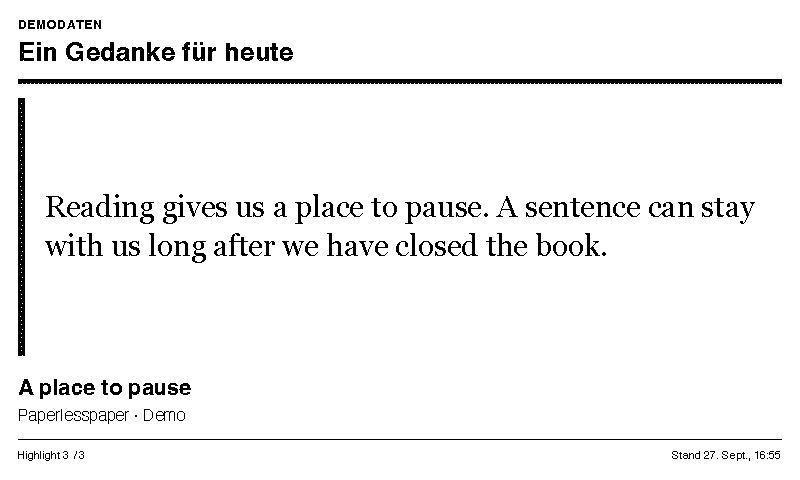 DEMODATEN
Ein Gedanke für heute
Reading gives us a place to pause. A sentence can stay
with us long after we have closed the book.
A place to pause
Paperlesspaper · Demo
Highlight 3 / 3
Stand 27. Sept., 16:55